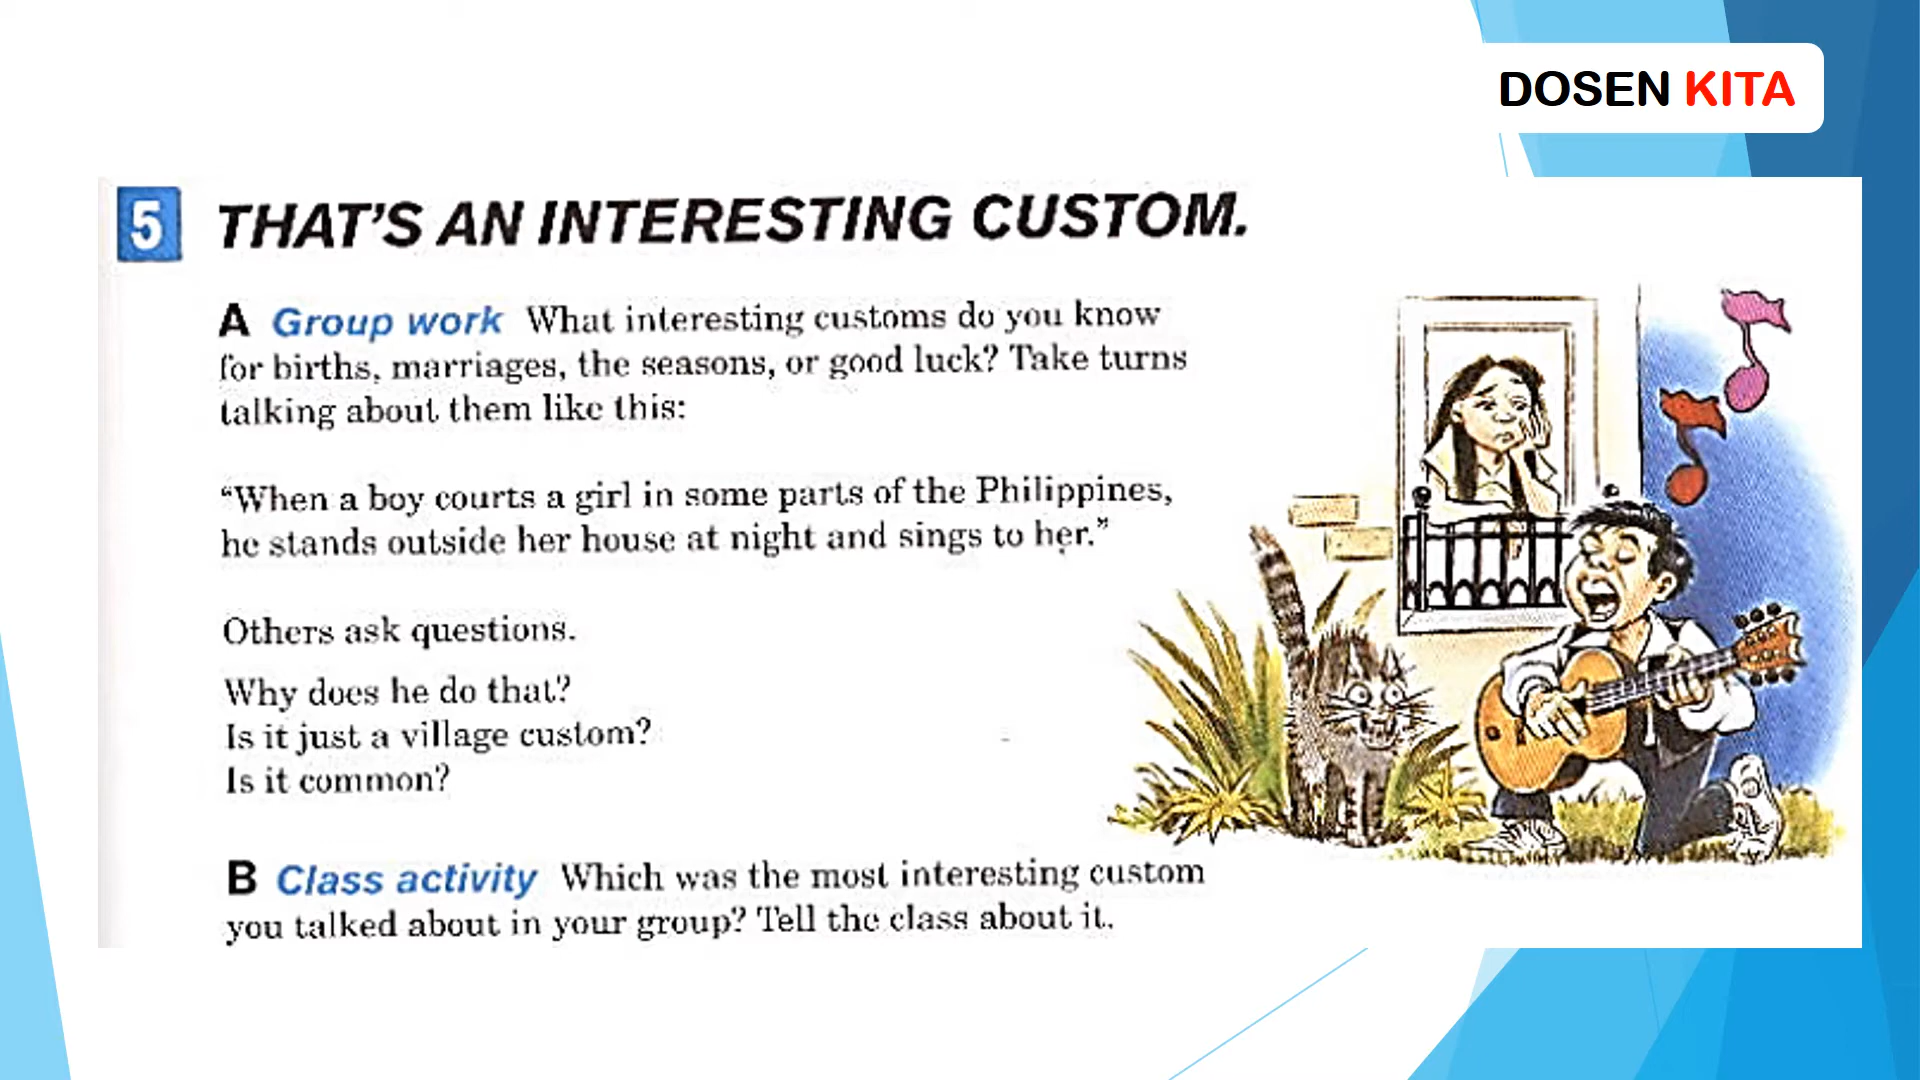 DOSEN KITA
5 THAT'S AN INTERESTING CUSTOM.
A Group work What interesting customs do you know
for births, marriages, the seasons, or good luck? Take turns
talking about them like this:
“When a boy courts a girl in some parts of the Philippines,
he stands outside her house at night and sings to her.”
Others ask questions.
Why does he do that?
Is it just a village custom?
Is it common?
B Class activity Which was the most interesting custom
you talked about in your group? Tell the class about it.